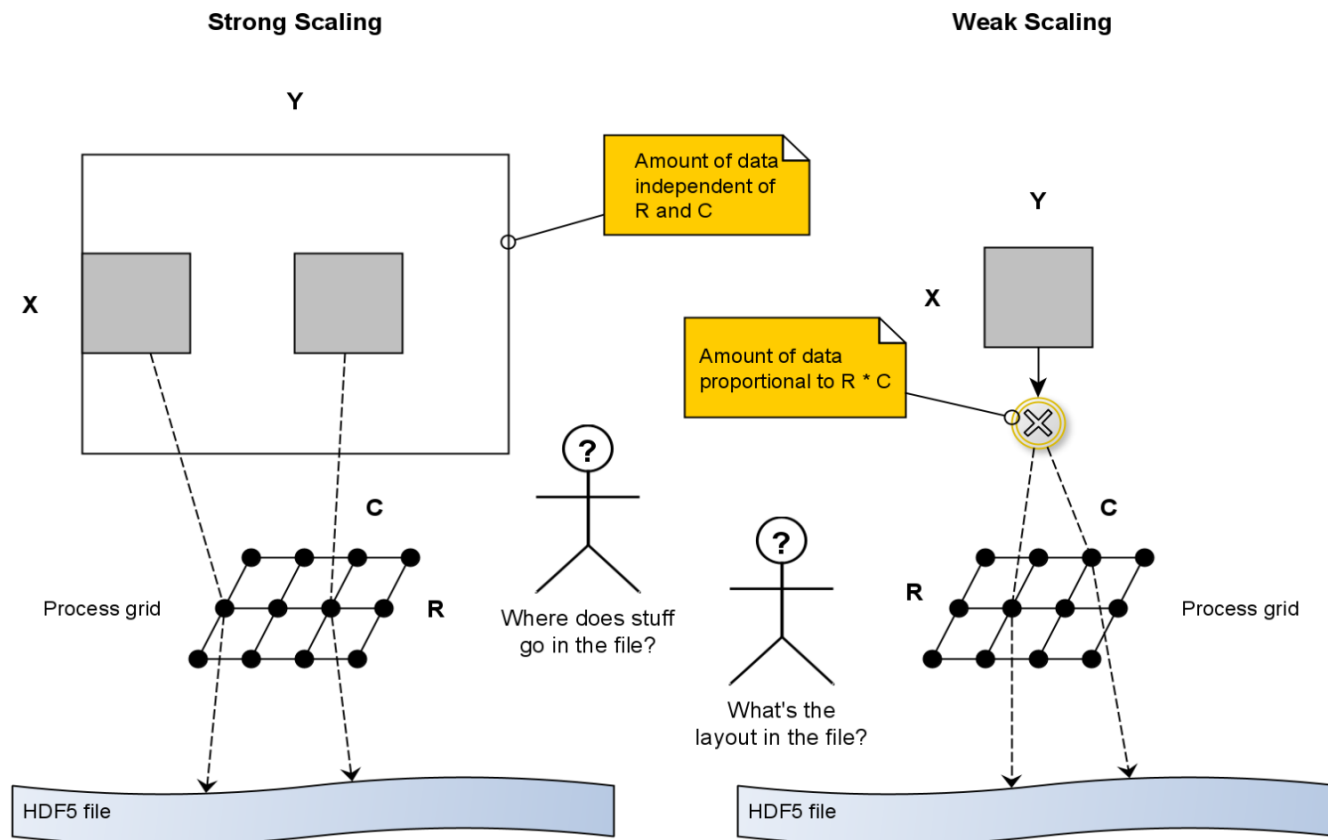 Strong Scaling
Y
Amount of data
independent of
R and C
X
C
Process grid
R
?
Where does stuff
go in the file?
HDF5 file
Weak Scaling
Y
X
Amount of data
proportional to R * C
C
R
Process grid
?
What's the
layout in the file?
HDF5 file